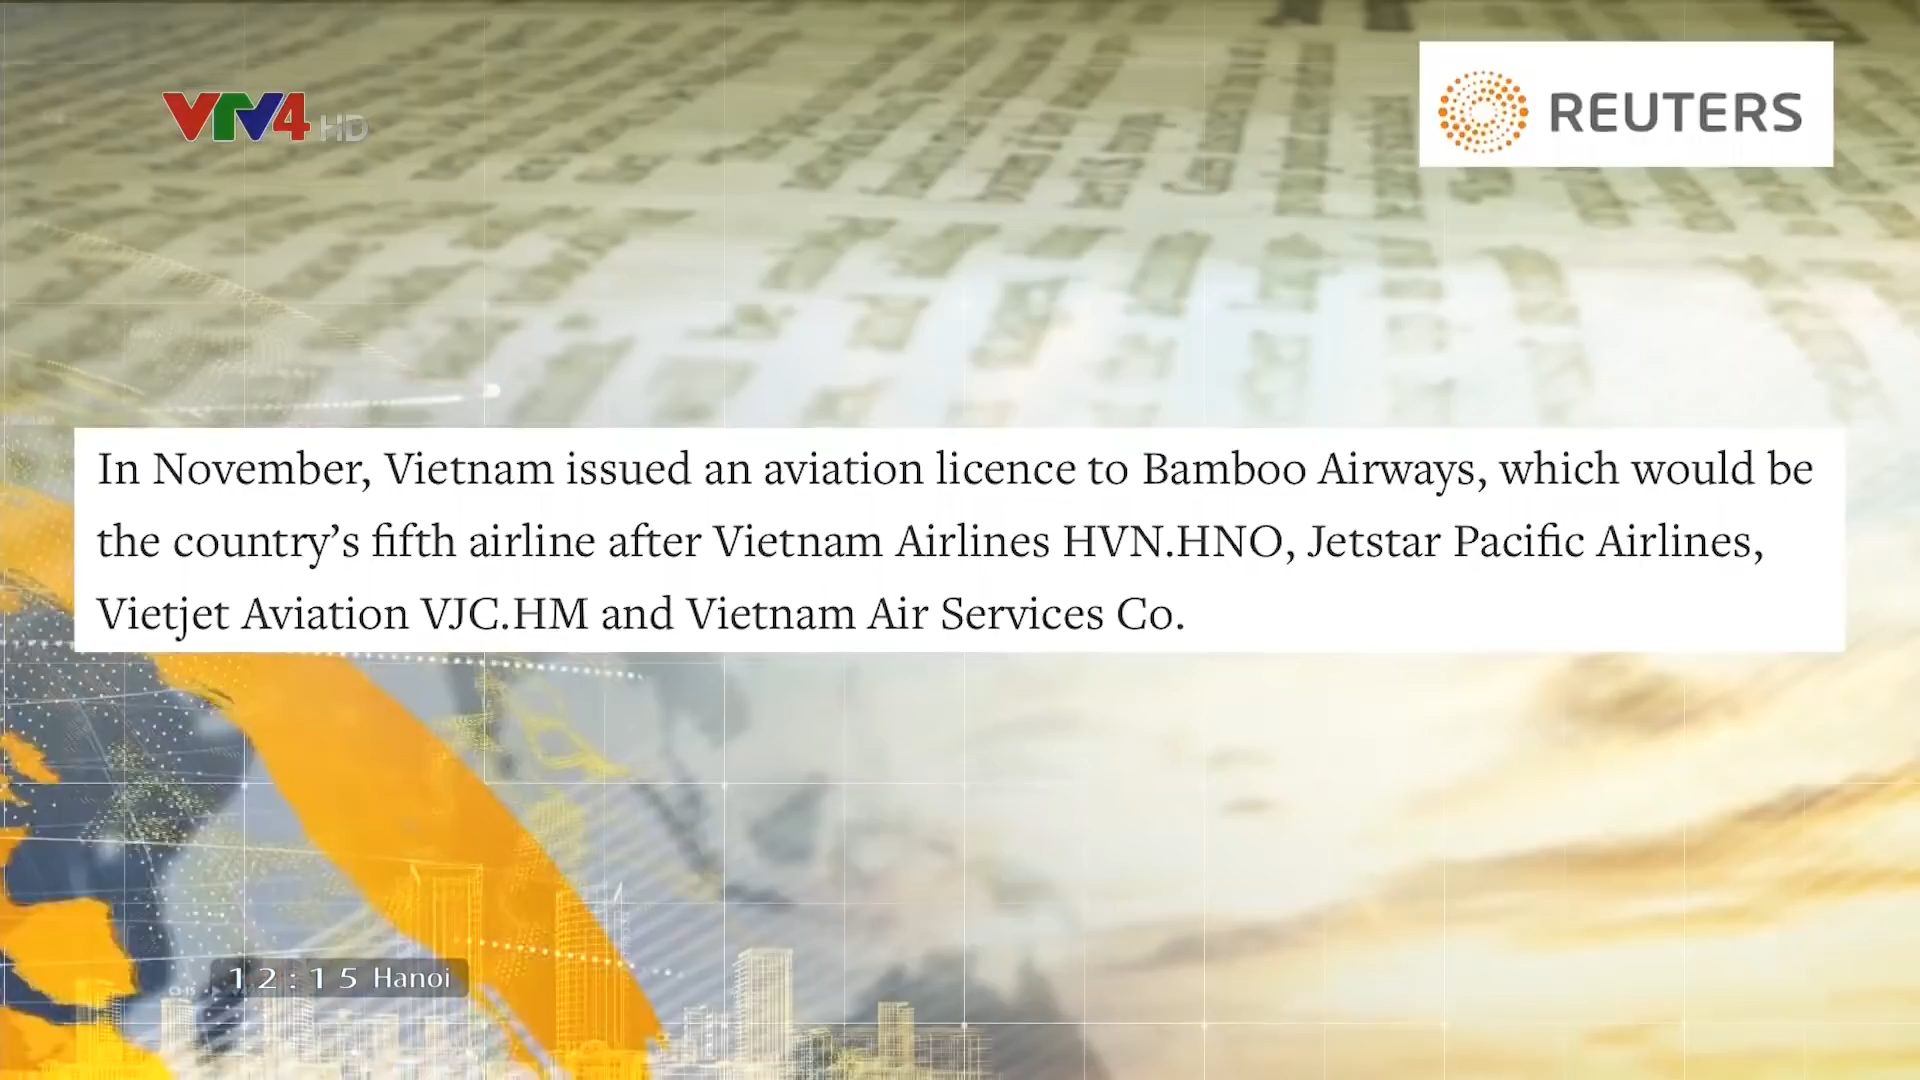 VTV4 HD
REUTERS
In November, Vietnam issued an aviation licence to Bamboo Airways, which would be
the country’s fifth airline after Vietnam Airlines HVN.HNO, Jetstar Pacific Airlines,
Vietjet Aviation VJC.HM and Vietnam Air Services Co.
12:15 Hanoi